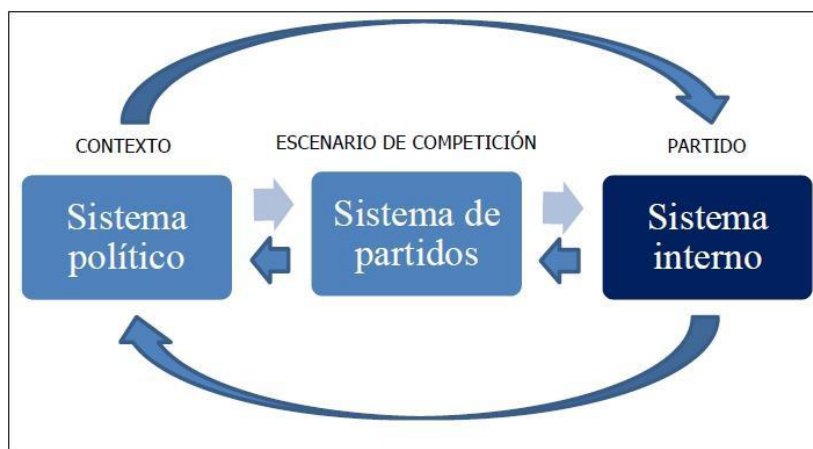 CONTEXTO
ESCENARIO DE COMPETICIÓN
PARTIDO
Sistema
político
Sistema de
partidos
Sistema
interno